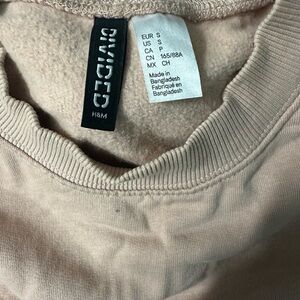 DIVIDED
H&M
EUR S
US S
CA P
CN 165/88A
MX CH
Made in
Bangladesh
Fabriqué en
Bangladesh